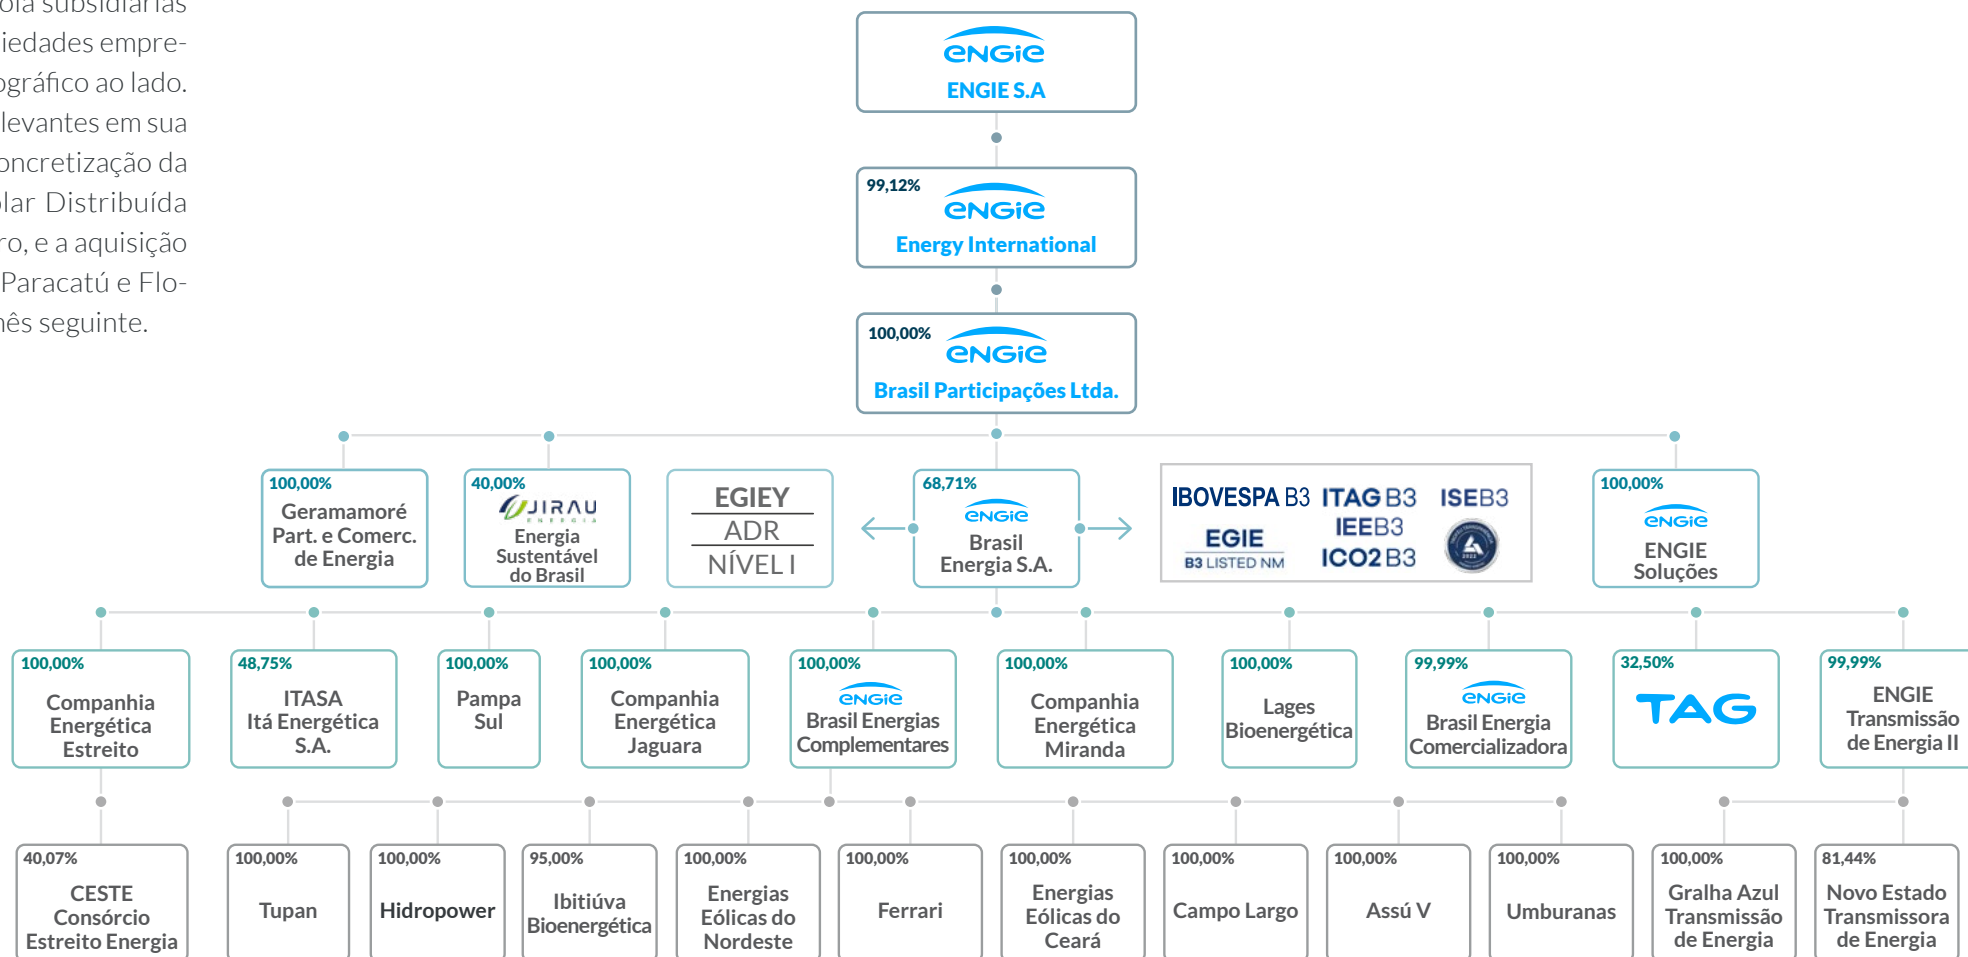 ola subsidiárias
iedades empre-
ográfico ao lado.
levantes em sua
oncretização da
lar Distribuída
ro, e a aquisição
Paracatú e Flo-
nês seguinte.
ENGIE
ENGIE S.A
99,12%
ENGIE
Energy International
100,00%
ENGIE
Brasil Participações Ltda.
100,00%
Geramamoré
Part. e Comerc.
de Energia
40,00%
JIRAU
ENERGIA
Energia
Sustentável
do Brasil
EGIEY
ADR
NÍVEL I
68,71%
ENGIE
Brasil
Energia S.A.
IBOVESPA B3 ITAG B3 ISEB3
EGIE
B3 LISTED NM
IEEB3
ICO2 B3
100,00%
ENGIE
ENGIE
Soluções
100,00%
Companhia
Energética
Estreito
48,75%
ITASA
Itá Energética
S.A.
100,00%
Pampa
Sul
100,00%
Companhia
Energética
Jaguara
100,00%
ENGIE
Brasil Energias
Complementares
100,00%
Companhia
Energética
Miranda
100,00%
Lages
Bioenergética
99,99%
ENGIE
Brasil Energia
Comercializadora
32,50%
TAG
99,99%
ENGIE
Transmissão
de Energia II
40,07%
CESTE
Consórcio
Estreito Energia
100,00%
Tupan
100,00%
Hidropower
95,00%
Ibitiúva
Bioenergética
100,00%
Energias
Eólicas do
Nordeste
100,00%
Ferrari
100,00%
Energias
Eólicas do
Ceará
100,00%
Campo Largo
100,00%
Assú V
100,00%
Umburanas
100,00%
Gralha Azul
Transmissão
de Energia
81,44%
Novo Estado
Transmissora
de Energia